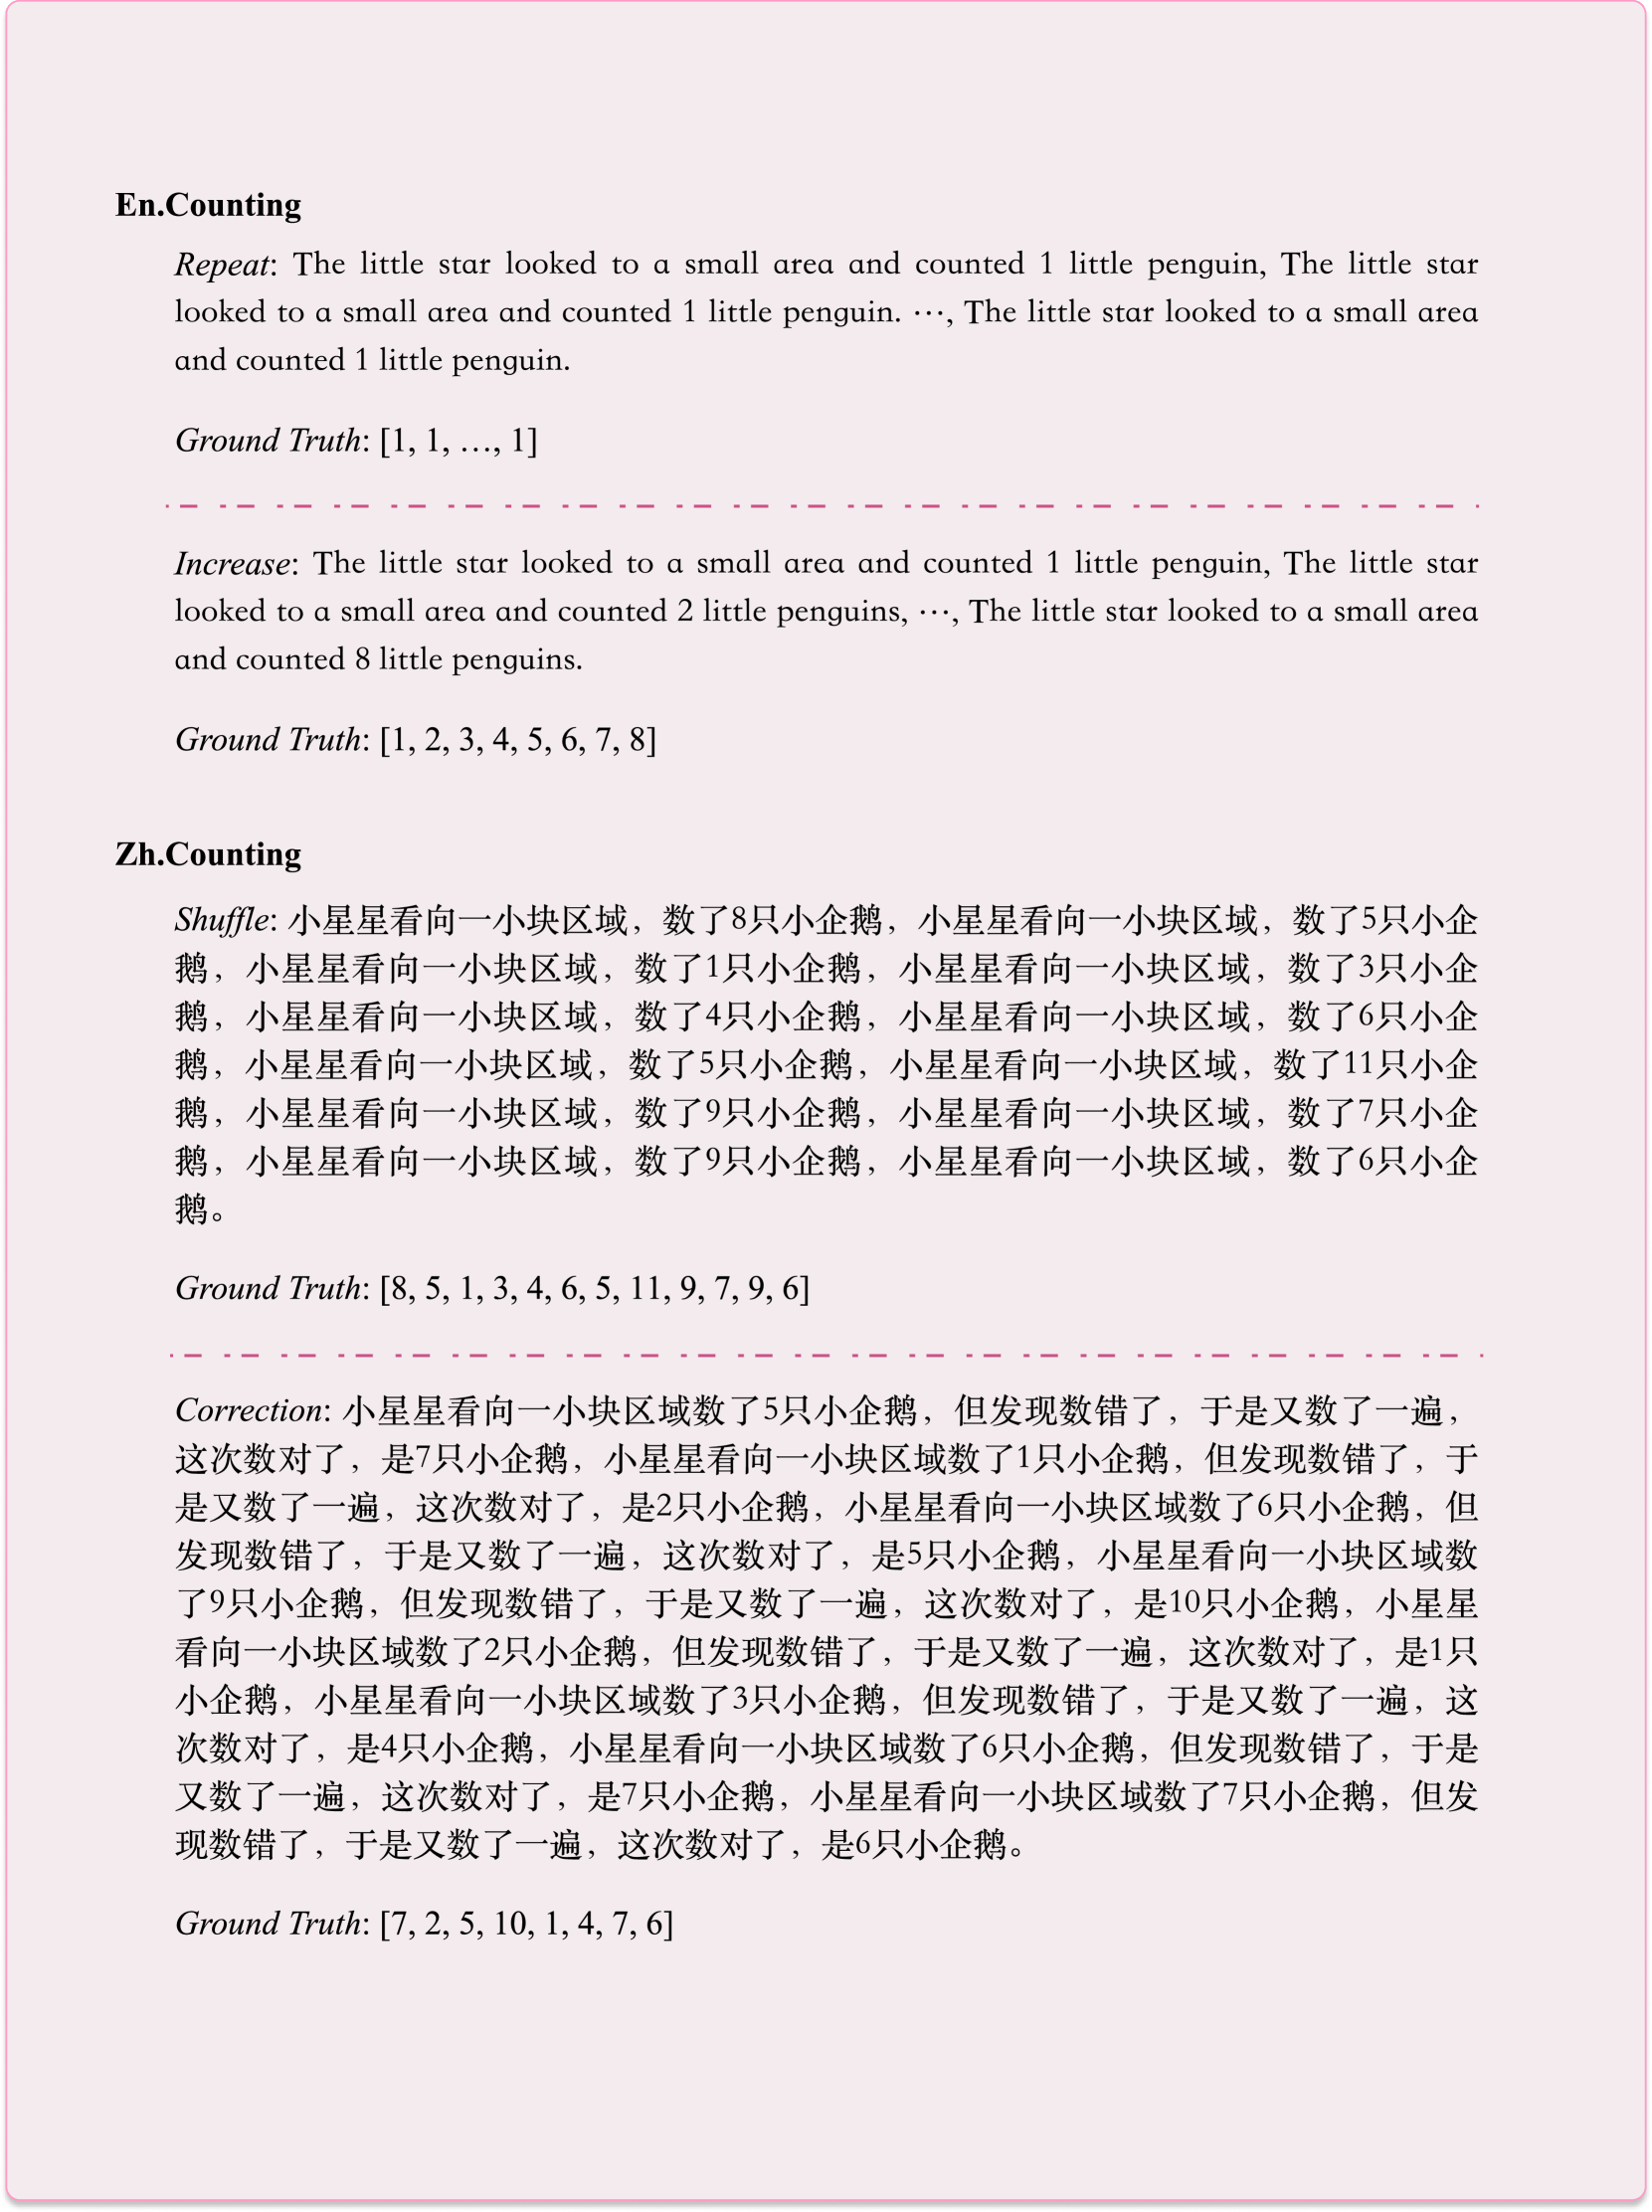 En.Counting
Repeat: The little star looked to a small area and counted 1 little penguin, The little star
looked to a small area and counted 1 little penguin. ⋯, The little star looked to a small area
and counted 1 little penguin.
Ground Truth: [1, 1, …, 1]
Increase: The little star looked to a small area and counted 1 little penguin, The little star
looked to a small area and counted 2 little penguins, ⋯, The little star looked to a small area
and counted 8 little penguins.
Ground Truth: [1, 2, 3, 4, 5, 6, 7, 8]
Zh.Counting
Shuffle: 小星星看向一小块区域，数了8只小企鹅，小星星看向一小块区域，数了5只小企
鹅，小星星看向一小块区域，数了1只小企鹅，小星星看向一小块区域，数了3只小企
鹅，小星星看向一小块区域，数了4只小企鹅，小星星看向一小块区域，数了6只小企
鹅，小星星看向一小块区域，数了5只小企鹅，小星星看向一小块区域，数了11只小企
鹅，小星星看向一小块区域，数了9只小企鹅，小星星看向一小块区域，数了7只小企
鹅，小星星看向一小块区域，数了9只小企鹅，小星星看向一小块区域，数了6只小企
鹅。
Ground Truth: [8, 5, 1, 3, 4, 6, 5, 11, 9, 7, 9, 6]
Correction: 小星星看向一小块区域数了5只小企鹅，但发现数错了，于是又数了一遍，
这次数对了，是7只小企鹅，小星星看向一小块区域数了1只小企鹅，但发现数错了，于
是又数了一遍，这次数对了，是2只小企鹅，小星星看向一小块区域数了6只小企鹅，但
发现数错了，于是又数了一遍，这次数对了，是5只小企鹅，小星星看向一小块区域数
了9只小企鹅，但发现数错了，于是又数了一遍，这次数对了，是10只小企鹅，小星星
看向一小块区域数了2只小企鹅，但发现数错了，于是又数了一遍，这次数对了，是1只
小企鹅，小星星看向一小块区域数了3只小企鹅，但发现数错了，于是又数了一遍，这
次数对了，是4只小企鹅，小星星看向一小块区域数了6只小企鹅，但发现数错了，于是
又数了一遍，这次数对了，是7只小企鹅，小星星看向一小块区域数了7只小企鹅，但发
现数错了，于是又数了一遍，这次数对了，是6只小企鹅。
Ground Truth: [7, 2, 5, 10, 1, 4, 7, 6]